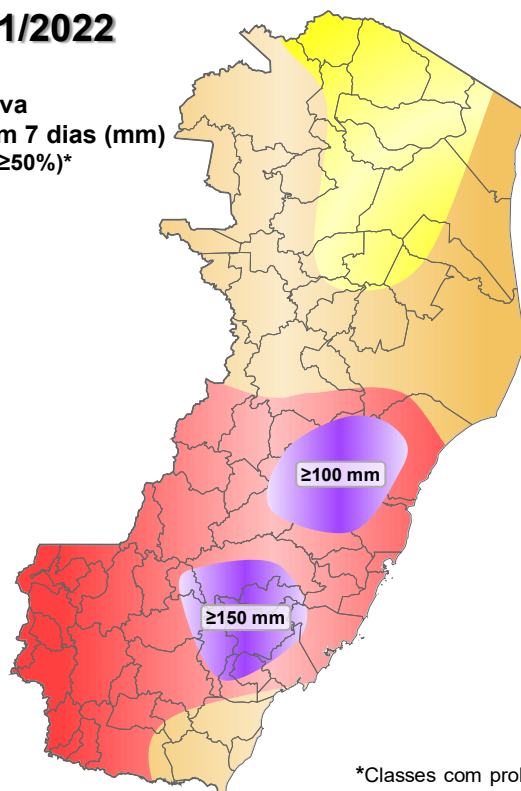 1/2022
va
m 7 dias (mm)
≥50%)*
≥100 mm
≥150 mm
*Classes com prol